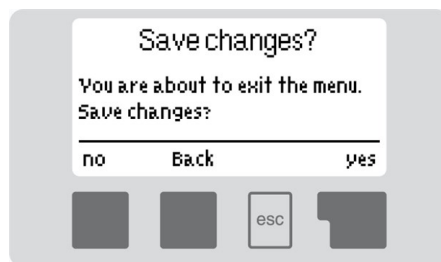 Save changes?
You are about to exit the menu.
Save changes?
no Back yes
esc